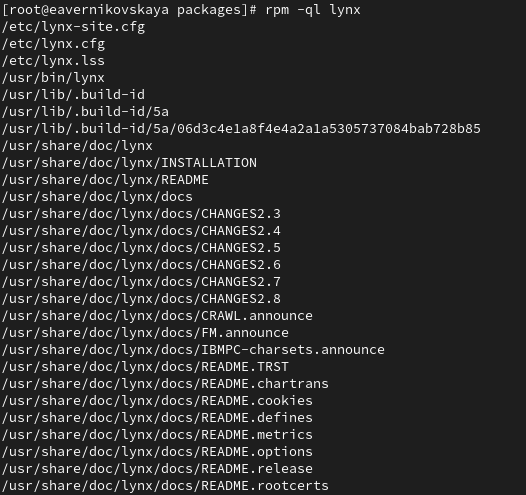 [root@eavernikovskaya packages]# rpm -ql lynx
/etc/lynx-site.cfg
/etc/lynx.cfg
/etc/lynx.lss
/usr/bin/lynx
/usr/lib/.build-id
/usr/lib/.build-id/5a
/usr/lib/.build-id/5a/06d3c4e1a8f4e4a2a1a5305737084bab728b85
/usr/share/doc/lynx
/usr/share/doc/lynx/INSTALLATION
/usr/share/doc/lynx/README
/usr/share/doc/lynx/docs
/usr/share/doc/lynx/docs/CHANGES2.3
/usr/share/doc/lynx/docs/CHANGES2.4
/usr/share/doc/lynx/docs/CHANGES2.5
/usr/share/doc/lynx/docs/CHANGES2.6
/usr/share/doc/lynx/docs/CHANGES2.7
/usr/share/doc/lynx/docs/CHANGES2.8
/usr/share/doc/lynx/docs/CRAWL.announce
/usr/share/doc/lynx/docs/FM.announce
/usr/share/doc/lynx/docs/IBMPC-charsets.announce
/usr/share/doc/lynx/docs/README.TRST
/usr/share/doc/lynx/docs/README.chartrans
/usr/share/doc/lynx/docs/README.cookies
/usr/share/doc/lynx/docs/README.defines
/usr/share/doc/lynx/docs/README.metrics
/usr/share/doc/lynx/docs/README.options
/usr/share/doc/lynx/docs/README.release
/usr/share/doc/lynx/docs/README.rootcerts